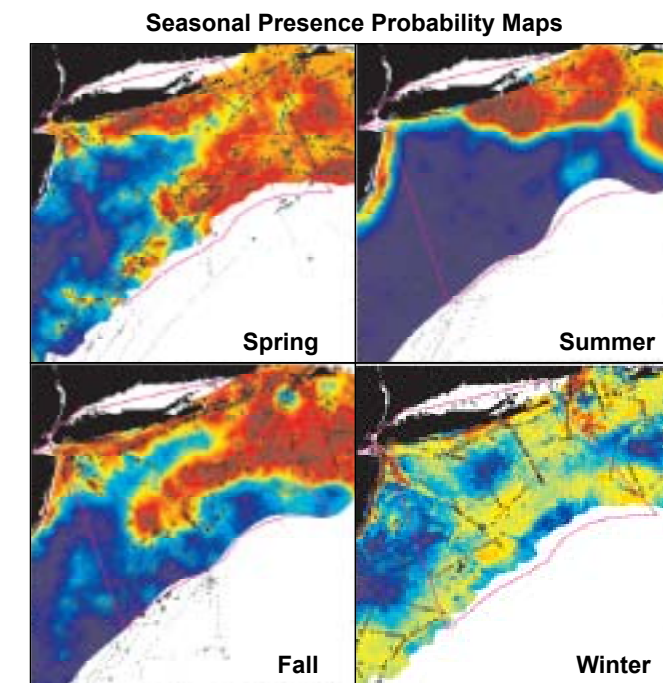 Seasonal Presence Probability Maps
Spring
Summer
Fall
Winter